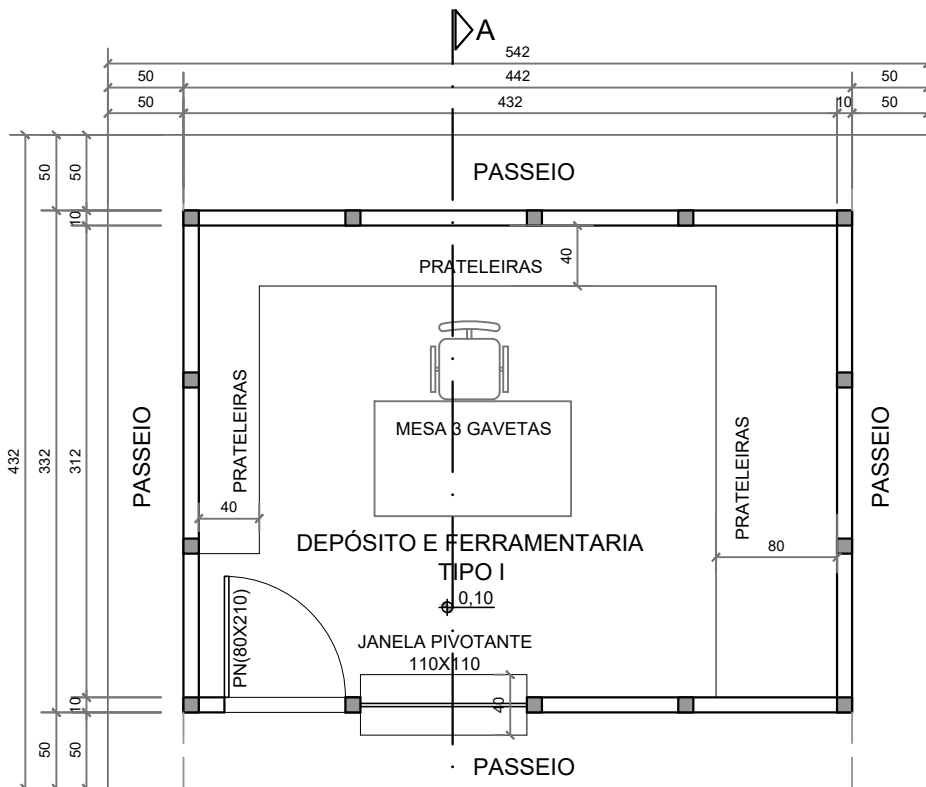 A
542
50
442
50
50
432
10
50
50
50
10
10
432
332
312
50
50
PASSEIO
PRATELEIRAS
40
PASSEIO
PRATELEIRAS
40
MESA 3 GAVETAS
PRATELEIRAS
80
PASSEIO
DEPÓSITO E FERRAMENTARIA
TIPO I
0,10
PN(80X210)
JANELA PIVOTANTE
110X110
40
PASSEIO